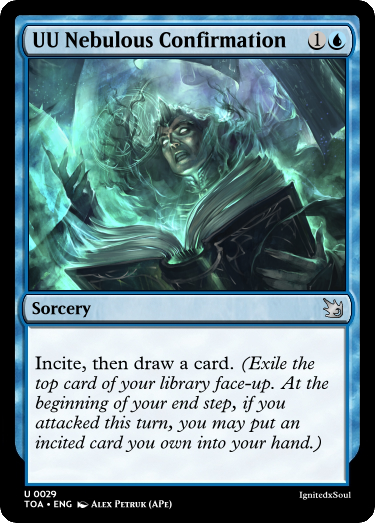 UU Nebulous Confirmation 1
Sorcery
Incite, then draw a card. (Exile the
top card of your library face-up. At the
beginning of your end step, if you
attacked this turn, you may put an
incited card you own into your hand.)
U 0029
TOA • ENG ALEX PETRUK (APE)
IgnitedxSoul